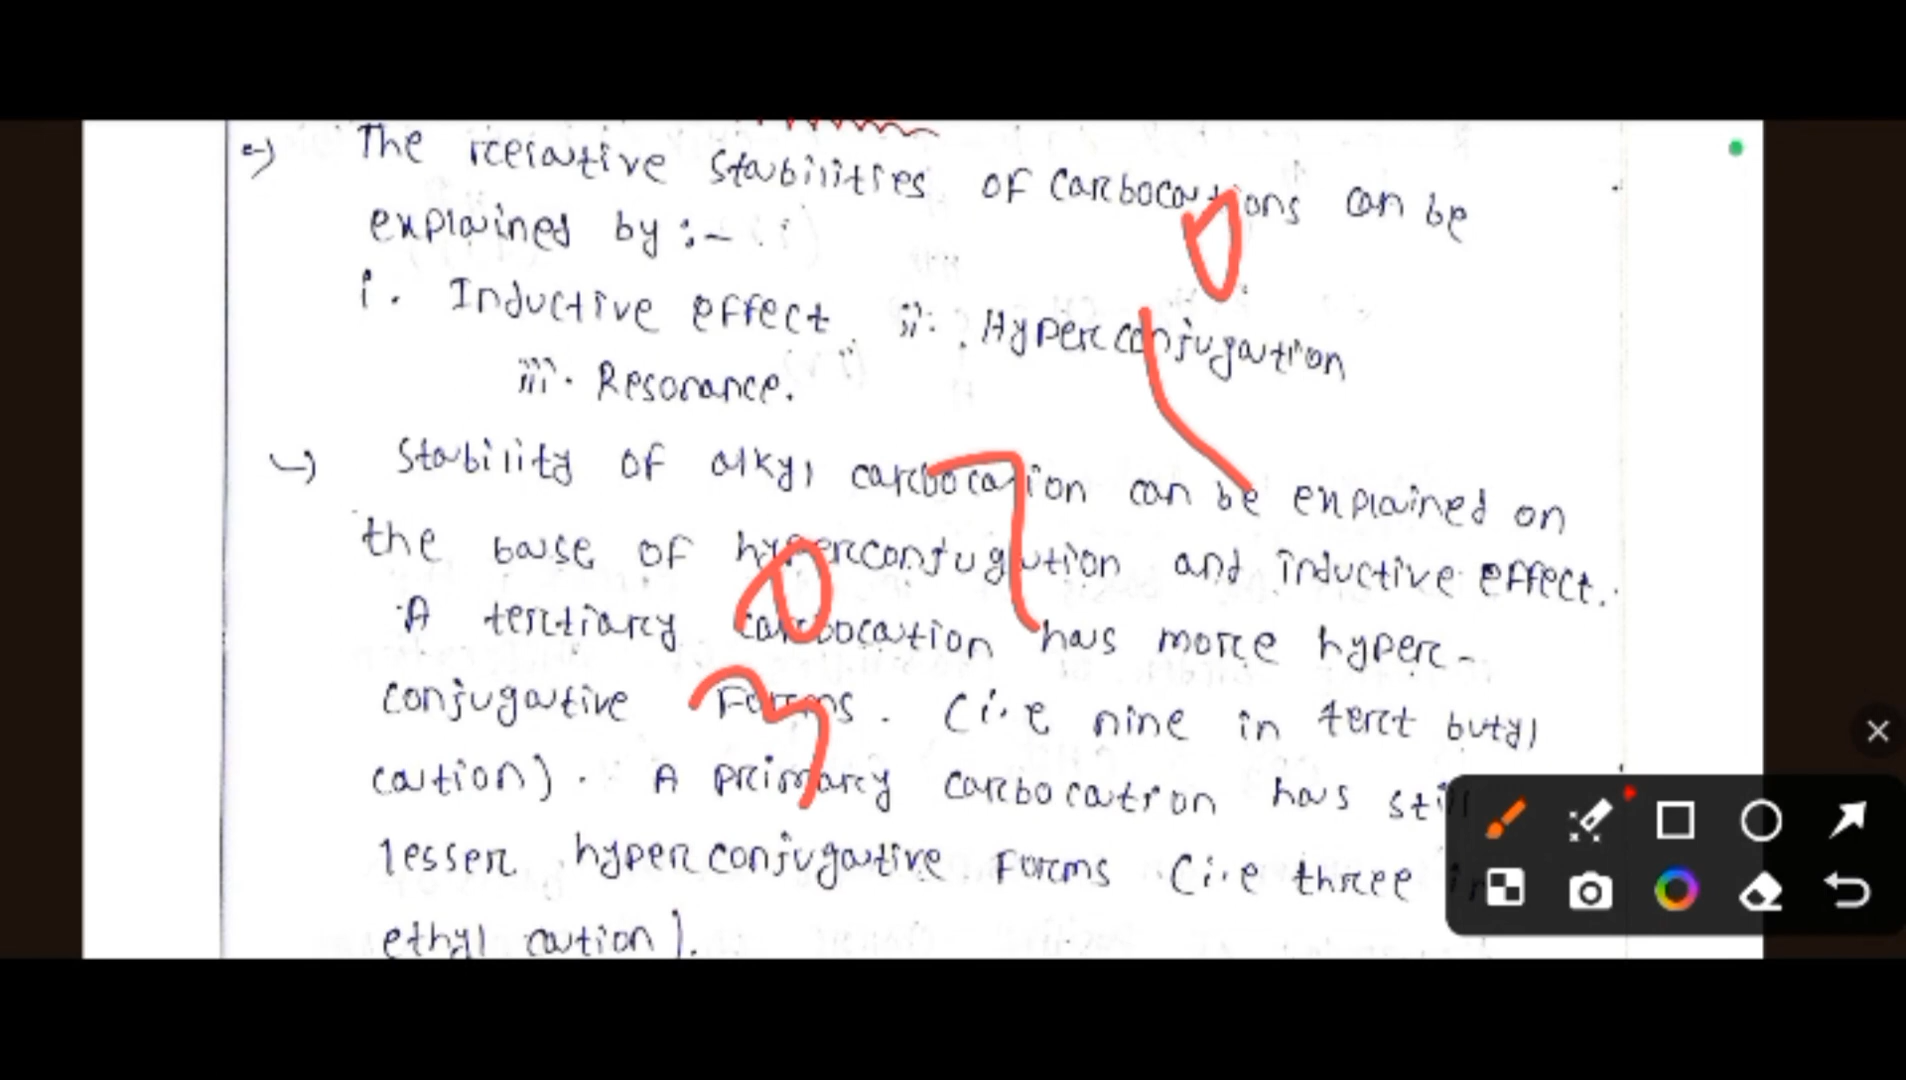 The relative stabilities of carbocations can be
explained by :-
i. Inductive effect ii. Hyperconjugation
iii. Resonance.
Stability of alkyl carbocation can be explained on
the base of hyperconjugation and inductive effect.
A tertiary carbocation has more hyper-
conjugative Forms. (i.e nine in tert butyl
cation). A primary carbocation has still
lesser hyperconjugative Forms (i.e three in
ethyl cation).